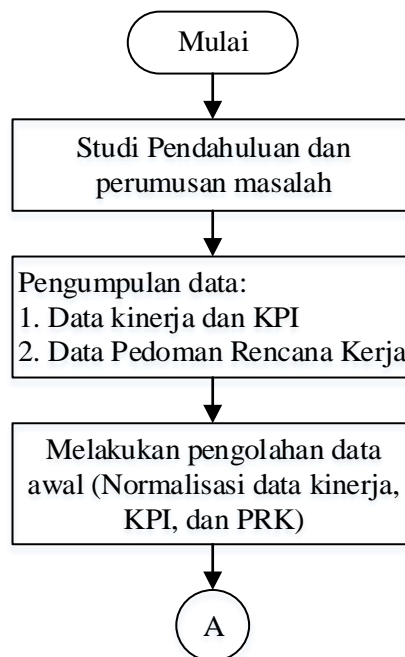 Mulai
Studi Pendahuluan dan
perumusan masalah
Pengumpulan data:
1. Data kinerja dan KPI
2. Data Pedoman Rencana Kerja
Melakukan pengolahan data
awal (Normalisasi data kinerja,
KPI, dan PRK)
A